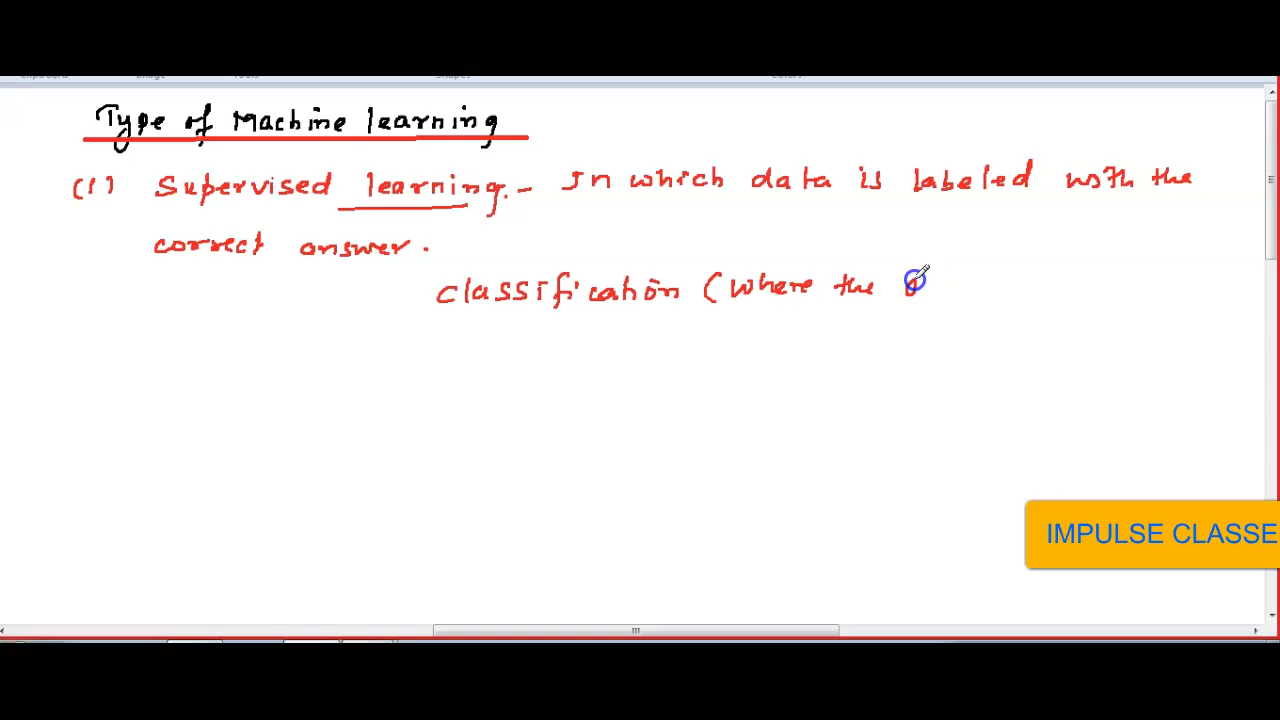 Type of Machine learning
(1) Supervised learning. - In which data is labeled with the
correct answer.
classification (where the
IMPULSE CLASSE